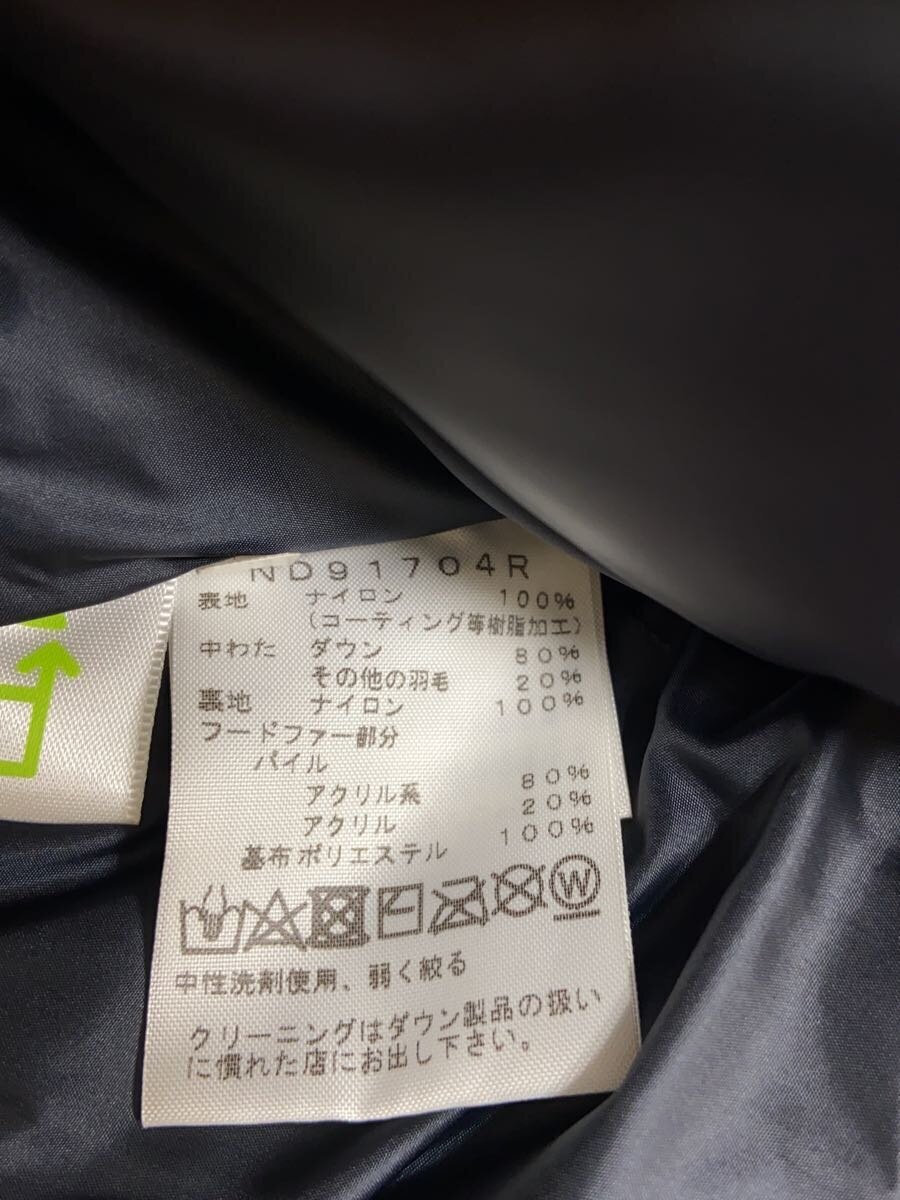 ND91704R
表地 ナイロン 100%
(コーティング等樹脂加工)
中わた ダウン 80%
その他の羽毛 20%
裏地 ナイロン 100%
フードファー部分
パイル
アクリル系 80%
アクリル 20%
基布ポリエステル 100%
W
中性洗剤使用、弱く絞る
クリーニングはダウン製品の扱い
に慣れた店にお出し下さい。